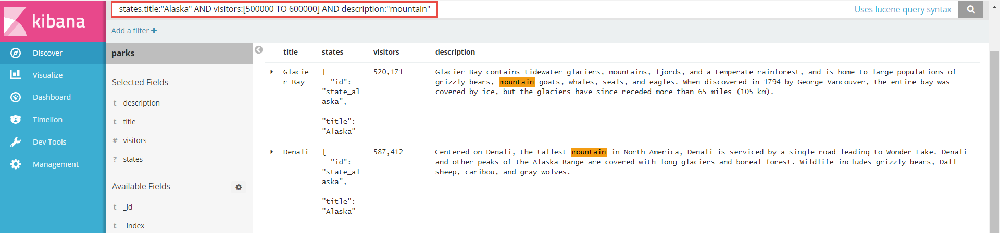 states.title:"Alaska" AND visitors:[500000 TO 600000] AND description:"mountain"
Uses lucene query syntax
kibana
Add a filter +
Discover
Visualize
Dashboard
Timelion
Dev Tools
Management
parks
Selected Fields
t description
t title
# visitors
? states
Available Fields
t _id
t _index
title states visitors description
Glacie { 520,171 Glacier Bay contains tidewater glaciers, mountains, fjords, and a temperate rainforest, and is home to large populations of
r Bay "id": grizzly bears, mountain goats, whales, seals, and eagles. When discovered in 1794 by George Vancouver, the entire bay was
"state_al covered by ice, but the glaciers have since receded more than 65 miles (105 km).
aska",
"title":
"Alaska"
Denali { 587,412 Centered on Denali, the tallest mountain in North America, Denali is serviced by a single road leading to Wonder Lake. Denali
"id": and other peaks of the Alaska Range are covered with long glaciers and boreal forest. Wildlife includes grizzly bears, Dall
"state_al sheep, caribou, and gray wolves.
aska",
"title":
"Alaska"